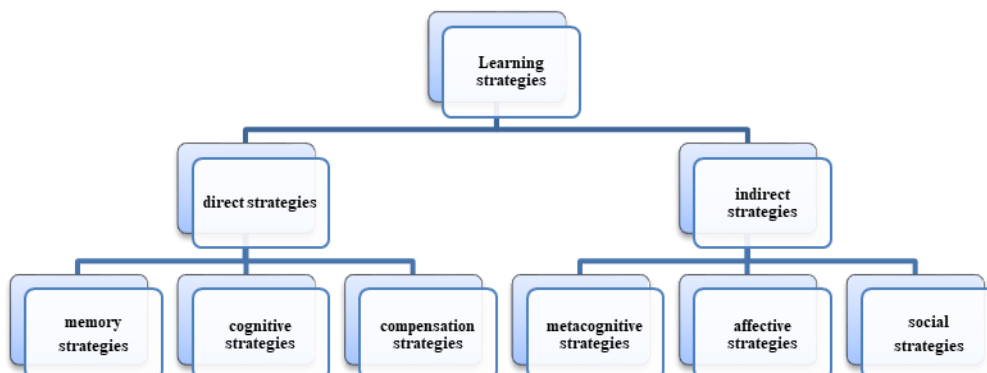 Learning
strategies
direct strategies
indirect
strategies
memory
strategies
cognitive
strategies
compensation
strategies
metacognitive
strategies
affective
strategies
social
strategies